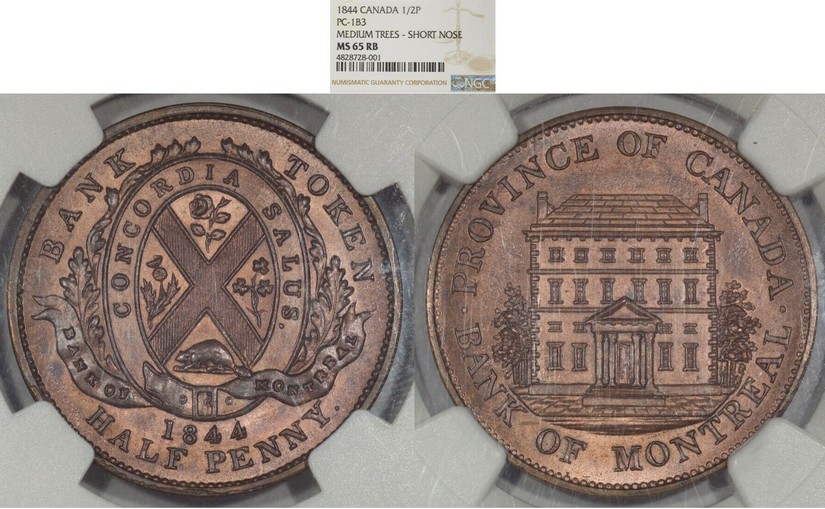 1844 CANADA 1/2P
PC-1B3
MEDIUM TREES - SHORT NOSE
MS 65 RB
4828728-001
NUMISMATIC GUARANTY CORPORATION NGC
BANK TOKEN
CONCORDIA SALUS.
BANK OF MONTREAL
1844
HALF PENNY.
· PROVINCE OF CANADA ·
BANK OF MONTREAL